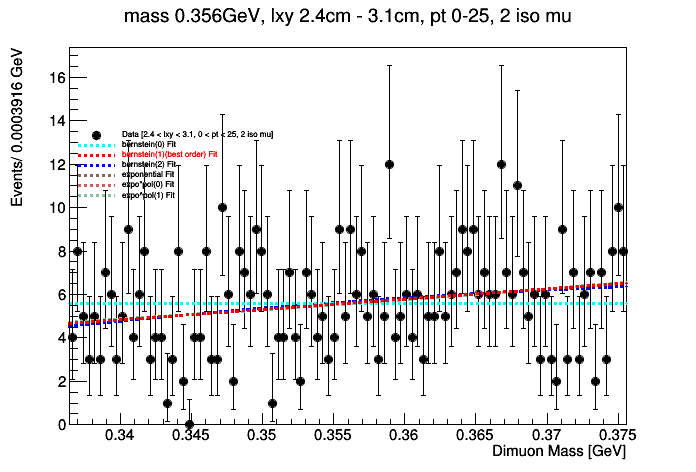 mass 0.356GeV, lxy 2.4cm - 3.1cm, pt 0-25, 2 iso mu
Events/ 0.0003916 GeV
16
14
12
10
8
6
4
2
0
Data [2.4 < lxy < 3.1, 0 < pt < 25, 2 iso mu]
bernstein(0) Fit
bernstein(1)(best order) Fit
bernstein(2) Fit
exponential Fit
expo*pol(0) Fit
expo*pol(1) Fit
0.34 0.345 0.35 0.355 0.36 0.365 0.37 0.375
Dimuon Mass [GeV]